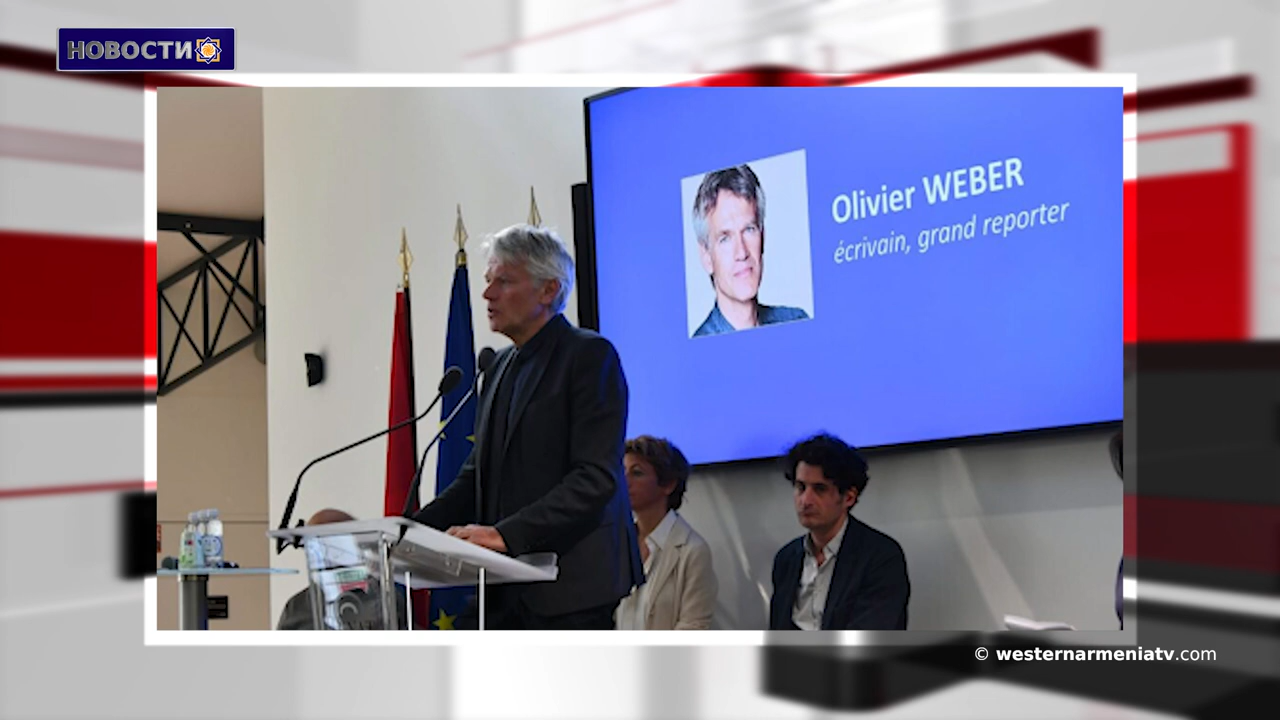 НОВОСТИ
Olivier WEBER
écrivain, grand reporter
© westernarmeniatv.com